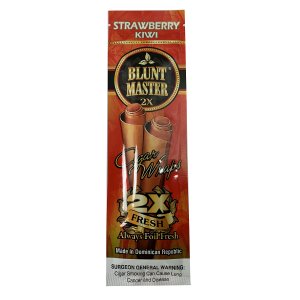 STRAWBERRY
KIWI
BLUNT
MASTER
2X
Cigar
Wraps
2X
FRESH
Always Foil Fresh
Made in Dominican Republic
SURGEON GENERAL WARNING:
Cigar Smoking Can Cause Lung
Cancer and